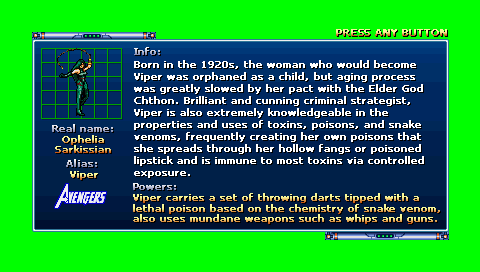 PRESS ANY BUTTON
Info:
Born in the 1920s, the woman who would become
Viper was orphaned as a child, but aging process
was greatly slowed by her pact with the Elder God
Chthon. Brilliant and cunning criminal strategist,
Viper is also extremely knowledgeable in the
properties and uses of toxins, poisons, and snake
venoms, frequently creating her own poisons that
she spreads through her hollow fangs or poisoned
lipstick and is immune to most toxins via controlled
exposure.
Real name:
Ophelia
Sarkissian
Alias:
Viper
AVENGERS
Powers:
Viper carries a set of throwing darts tipped with a
lethal poison based on the chemistry of snake venom,
also uses mundane weapons such as whips and guns.